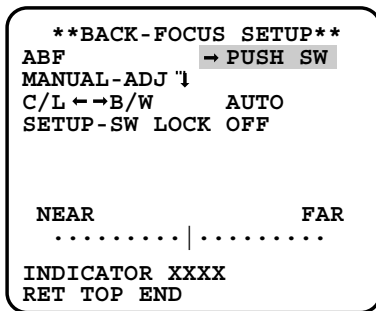 **BACK-FOCUS SETUP**
ABF → PUSH SW
MANUAL-ADJ
C/L ←→B/W AUTO
SETUP-SW LOCK OFF
NEAR FAR
.........|.........
INDICATOR XXXX
RET TOP END